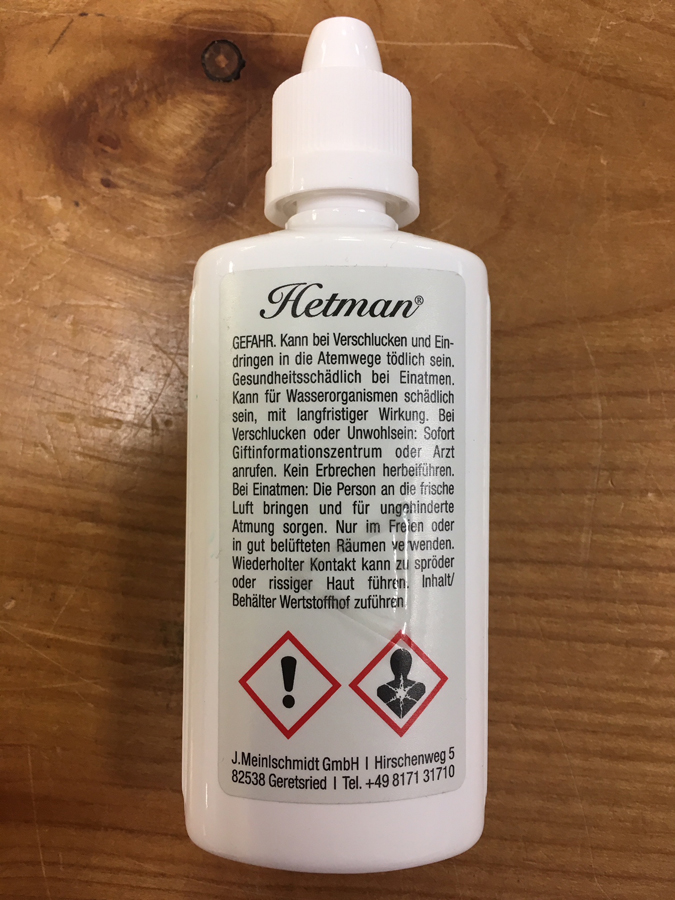 Hetman®
GEFAHR. Kann bei Verschlucken und Ein-
dringen in die Atemwege tödlich sein.
Gesundheitsschädlich bei Einatmen.
Kann für Wasserorganismen schädlich
sein, mit langfristiger Wirkung. Bei
Verschlucken oder Unwohlsein: Sofort
Giftinformationszentrum oder Arzt
anrufen. Kein Erbrechen herbeiführen.
Bei Einatmen: Die Person an die frische
Luft bringen und für ungehinderte
Atmung sorgen. Nur im Freien oder
in gut belüfteten Räumen verwenden.
Wiederholter Kontakt kann zu spröder
oder rissiger Haut führen. Inhalt/
Behälter Wertstoffhof zuführen.
J.Meinlschmidt GmbH | Hirschenweg 5
82538 Geretsried | Tel. +49 8171 31710